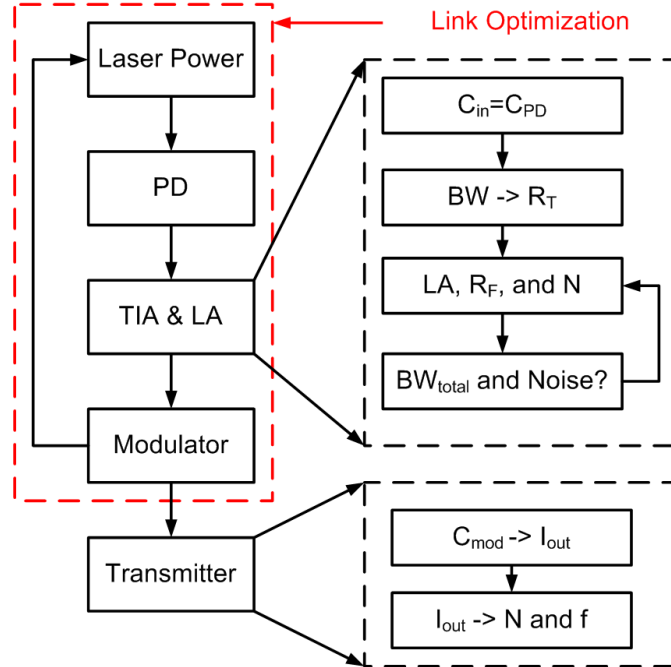 Link Optimization
Laser Power
PD
TIA & LA
Modulator
Transmitter
C_in=C_PD
BW -> R_T
LA, R_F, and N
BW_total and Noise?
C_mod -> I_out
I_out -> N and f